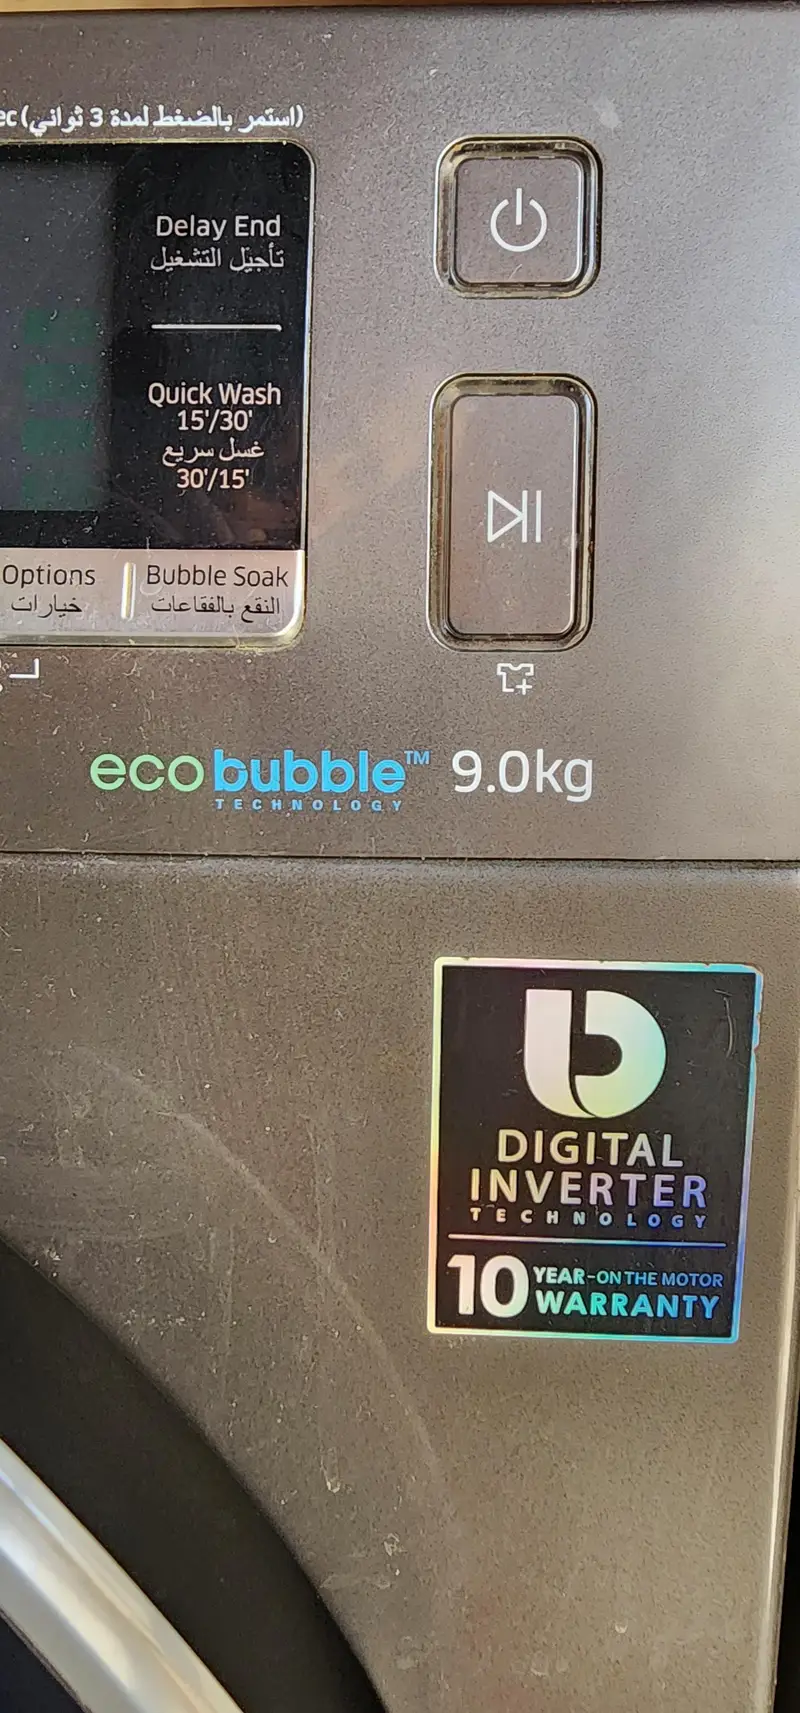 (استمر بالضغط لمدة 3 ثواني)
Delay End
تأجيل التشغيل
Quick Wash
15'/30'
غسل سريع
30'/15'
Options
خيارات
Bubble Soak
النقع بالفقاعات
eco bubble™ 9.0kg
TECHNOLOGY
DIGITAL
INVERTER
TECHNOLOGY
10 YEAR-ON THE MOTOR
WARRANTY